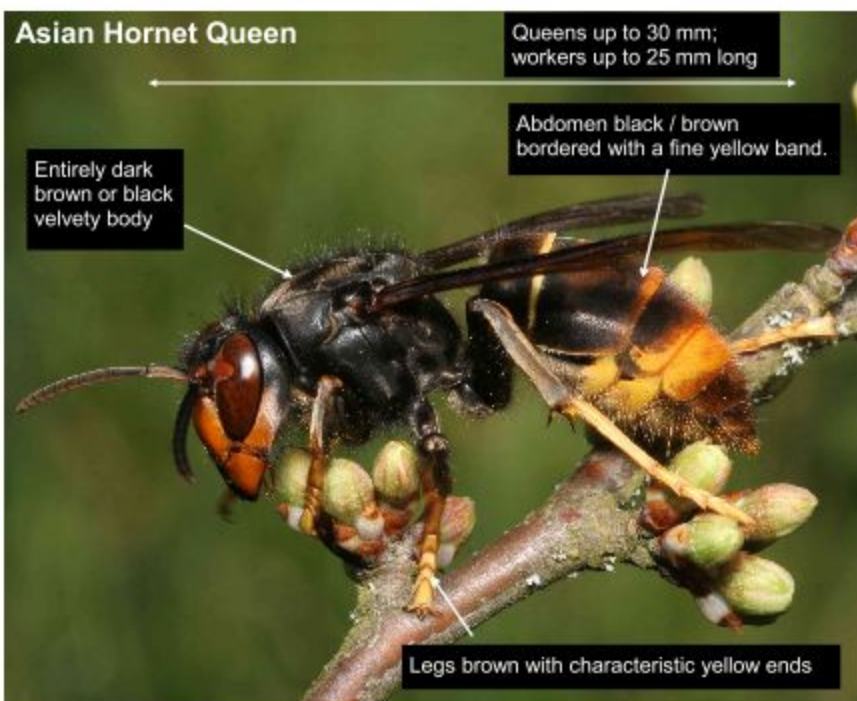 Asian Hornet Queen
Queens up to 30 mm;
workers up to 25 mm long
Abdomen black / brown
bordered with a fine yellow band.
Entirely dark
brown or black
velvety body
Legs brown with characteristic yellow ends